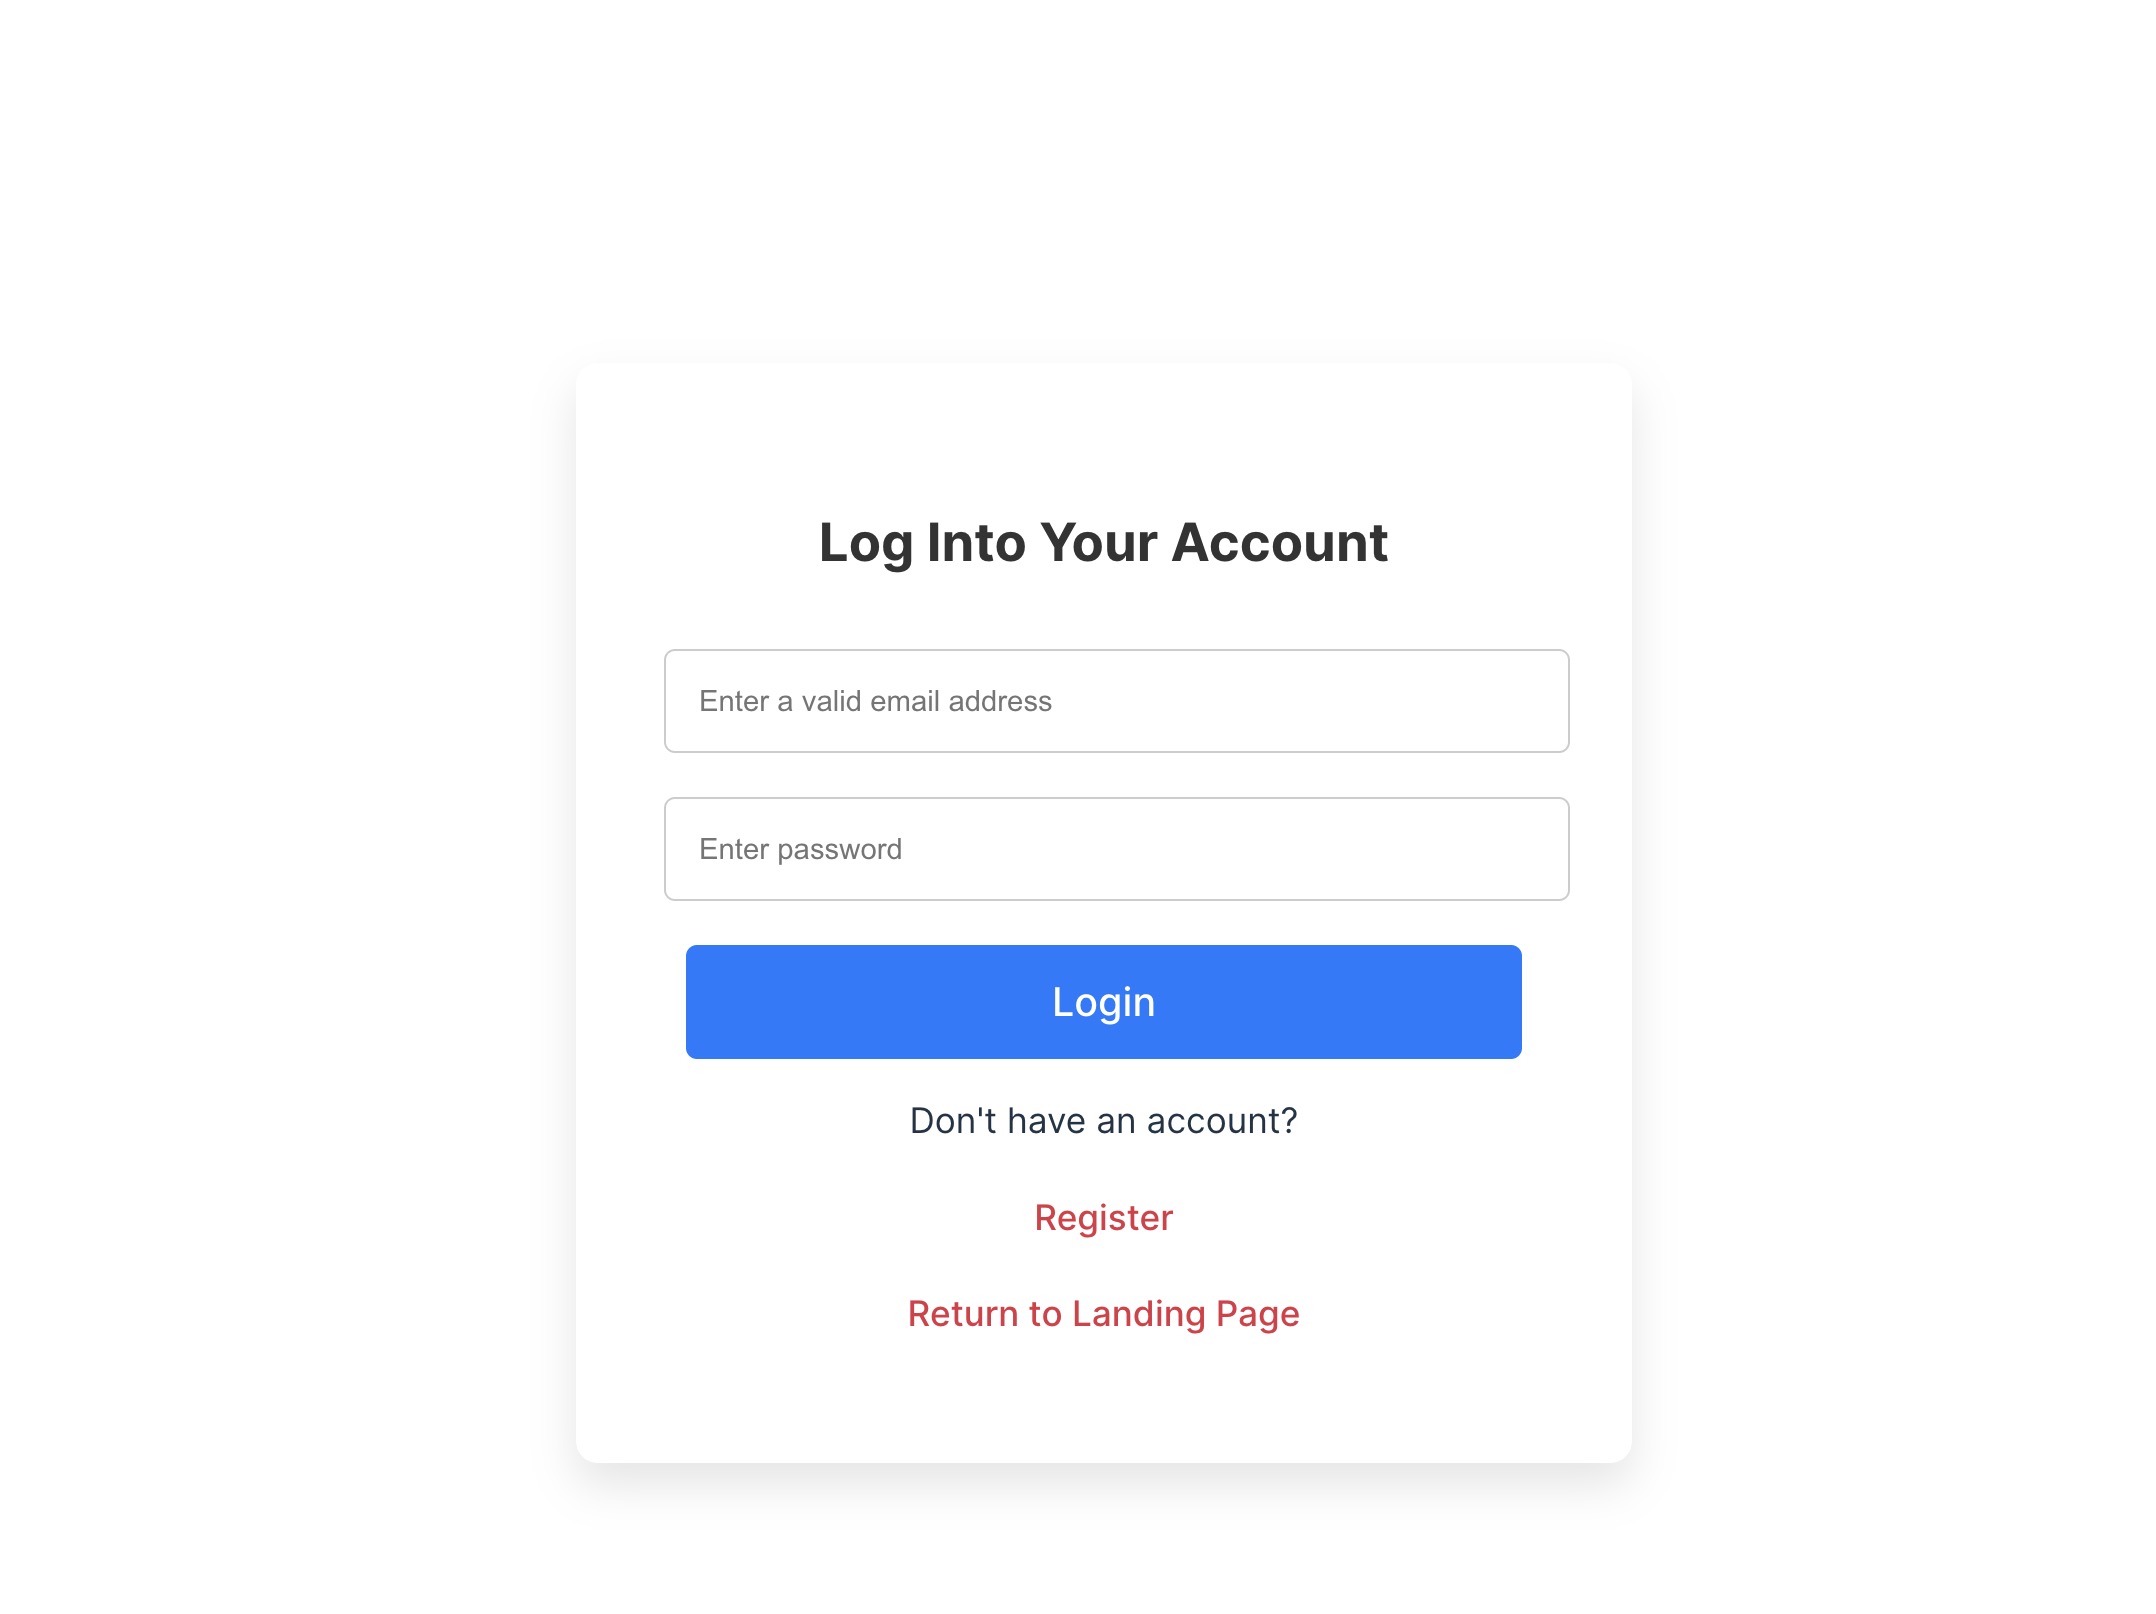 Log Into Your Account
Enter a valid email address
Enter password
Login
Don't have an account?
Register
Return to Landing Page